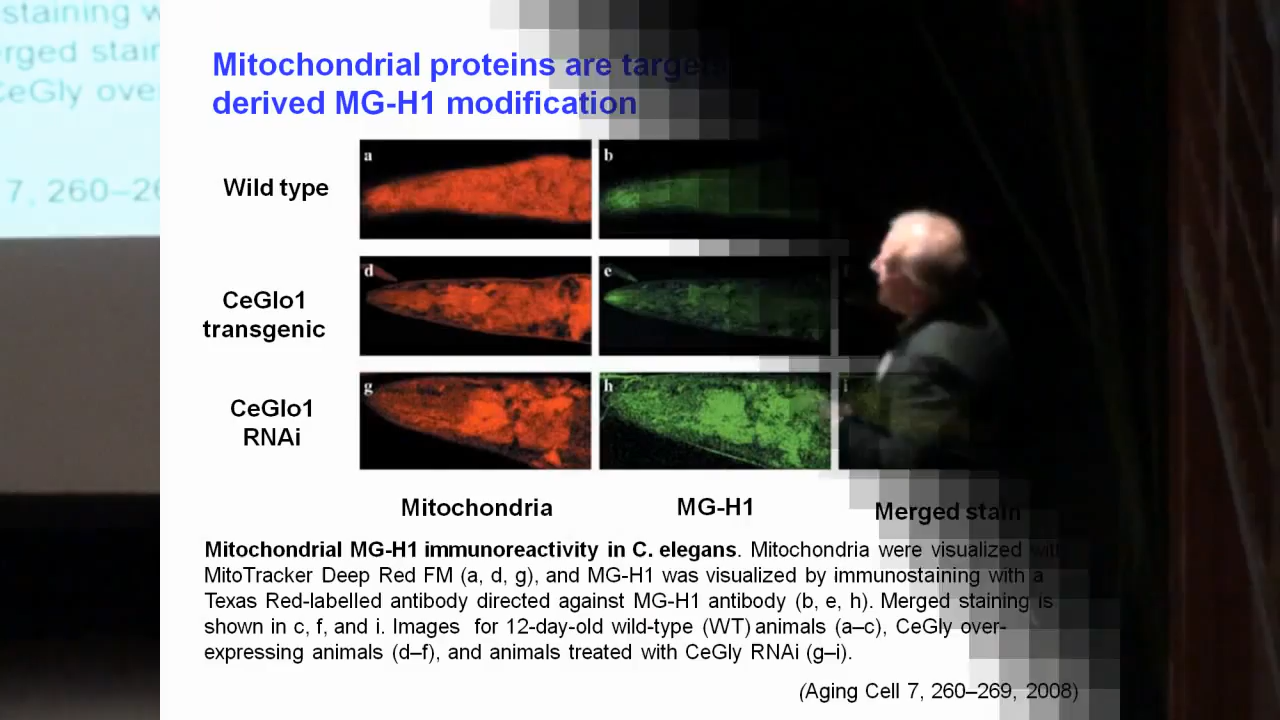 staining
rged stain
CeGly ove
7, 260–26
Mitochondrial proteins are targe
derived MG-H1 modification
a
b
Wild type
d
e
f
CeGlo1
transgenic
g
h
i
CeGlo1
RNAi
Mitochondria
MG-H1
Merged stain
Mitochondrial MG-H1 immunoreactivity in C. elegans. Mitochondria were visualized with
MitoTracker Deep Red FM (a, d, g), and MG-H1 was visualized by immunostaining with a
Texas Red-labelled antibody directed against MG-H1 antibody (b, e, h). Merged staining is
shown in c, f, and i. Images for 12-day-old wild-type (WT) animals (a–c), CeGly over-
expressing animals (d–f), and animals treated with CeGly RNAi (g–i).
(Aging Cell 7, 260–269, 2008)